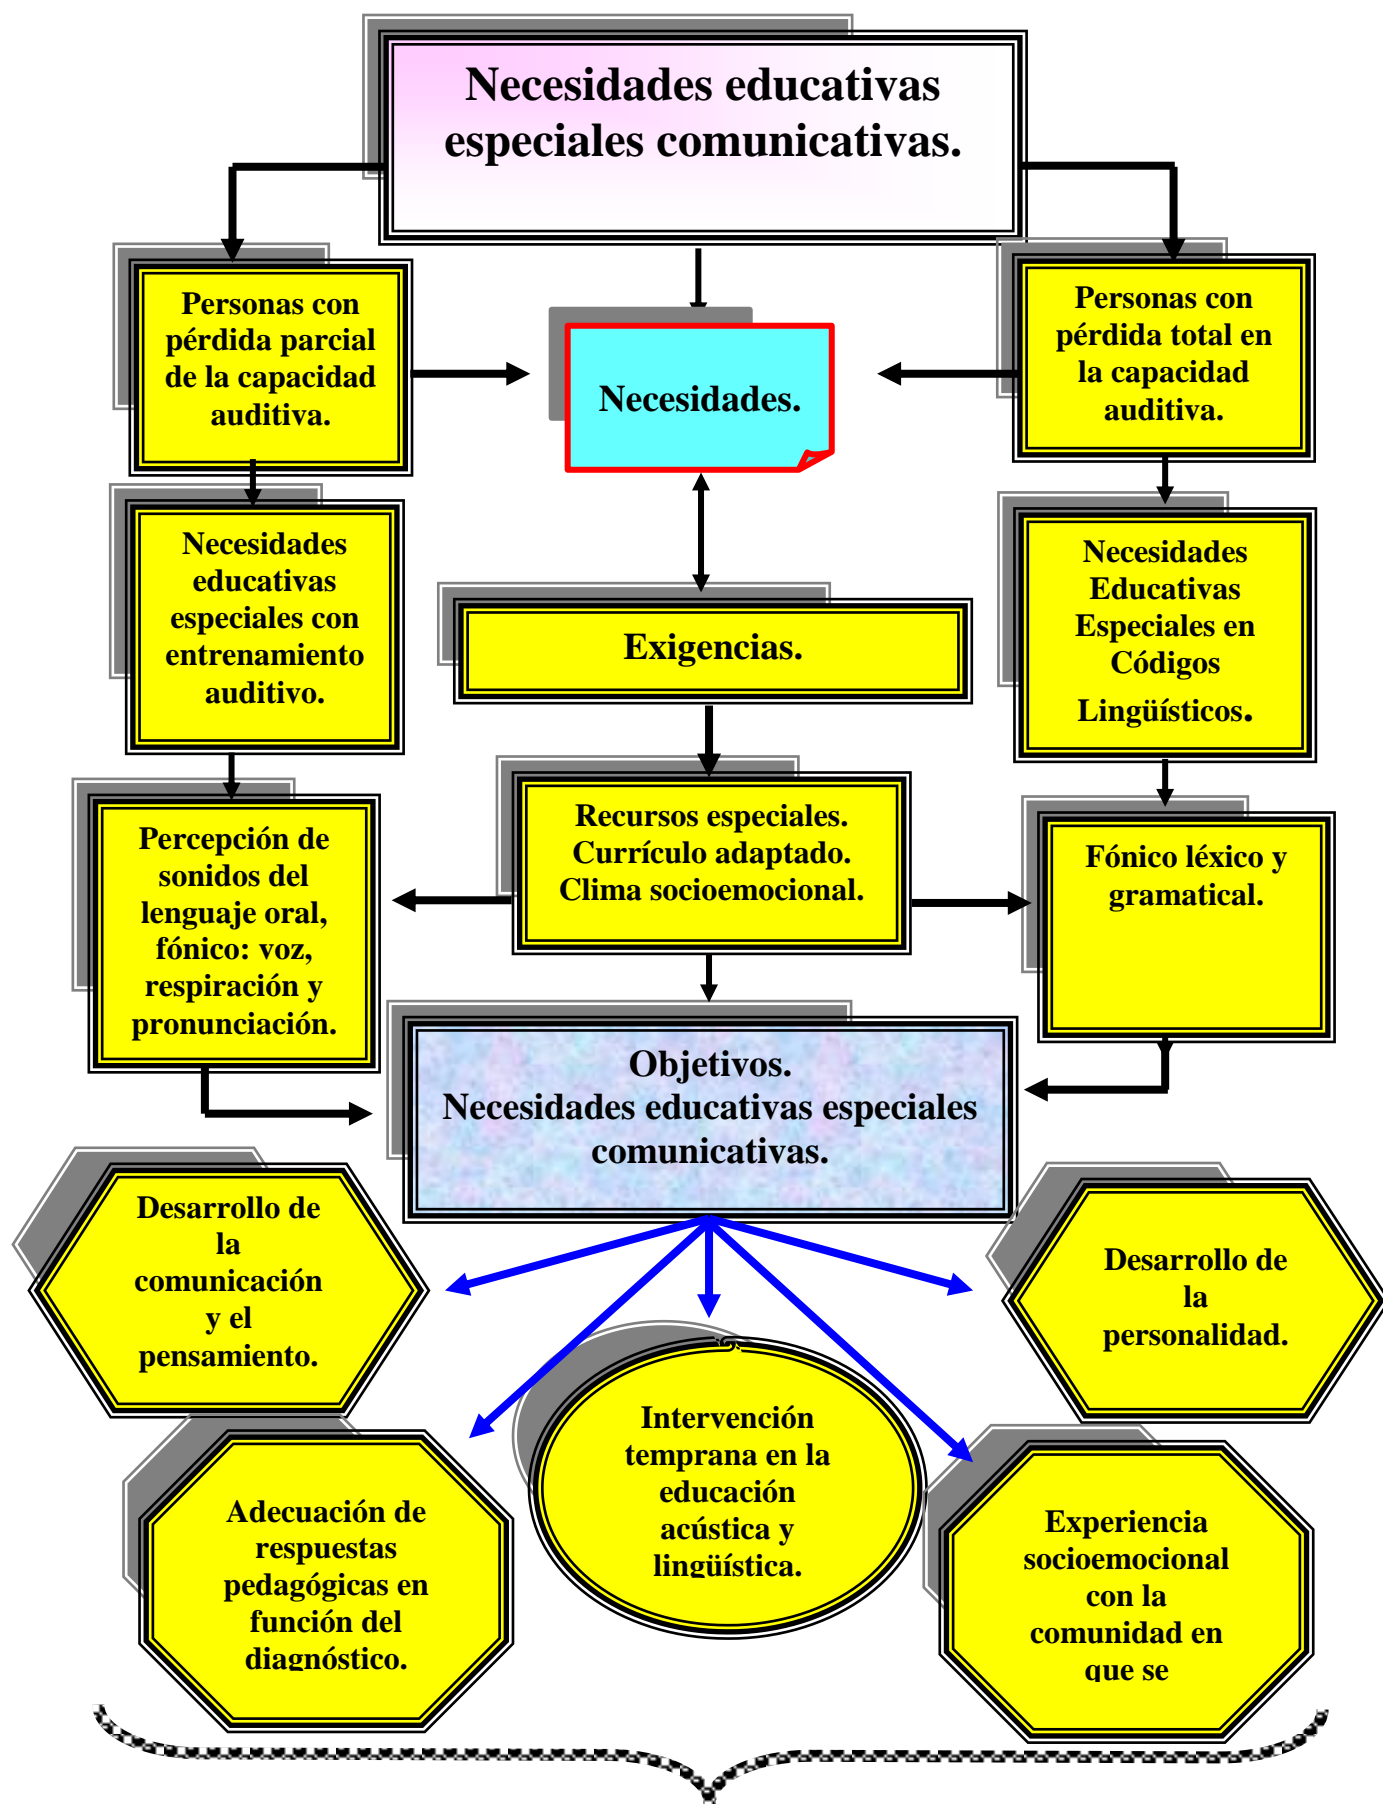 Necesidades educativas
especiales comunicativas.
Personas con
pérdida parcial
de la capacidad
auditiva.
Necesidades.
Personas con
pérdida total en
la capacidad
auditiva.
Necesidades
educativas
especiales con
entrenamiento
auditivo.
Exigencias.
Necesidades
Educativas
Especiales en
Códigos
Lingüísticos.
Percepción de
sonidos del
lenguaje oral,
fónico: voz,
respiración y
pronunciación.
Recursos especiales.
Currículo adaptado.
Clima socioemocional.
Fónico léxico y
gramatical.
Objetivos.
Necesidades educativas especiales
comunicativas.
Desarrollo de
la
comunicación
y el
pensamiento.
Desarrollo de
la
personalidad.
Adecuación de
respuestas
pedagógicas en
función del
diagnóstico.
Intervención
temprana en la
educación
acústica y
lingüística.
Experiencia
socioemocional
con la
comunidad en
que se